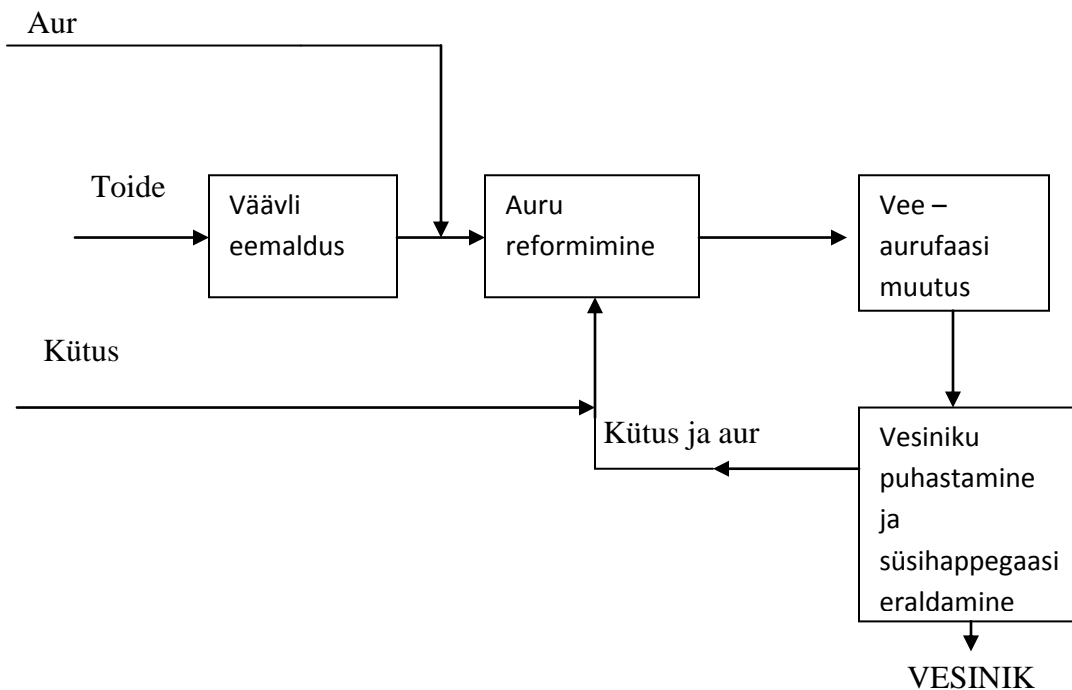 Aur
Toide
Väävli
eemaldus
Auru
reformimine
Vee –
aurufaasi
muutus
Kütus
Kütus ja aur
Vesiniku
puhastamine
ja
süsihappegaasi
eraldamine
VESINIK